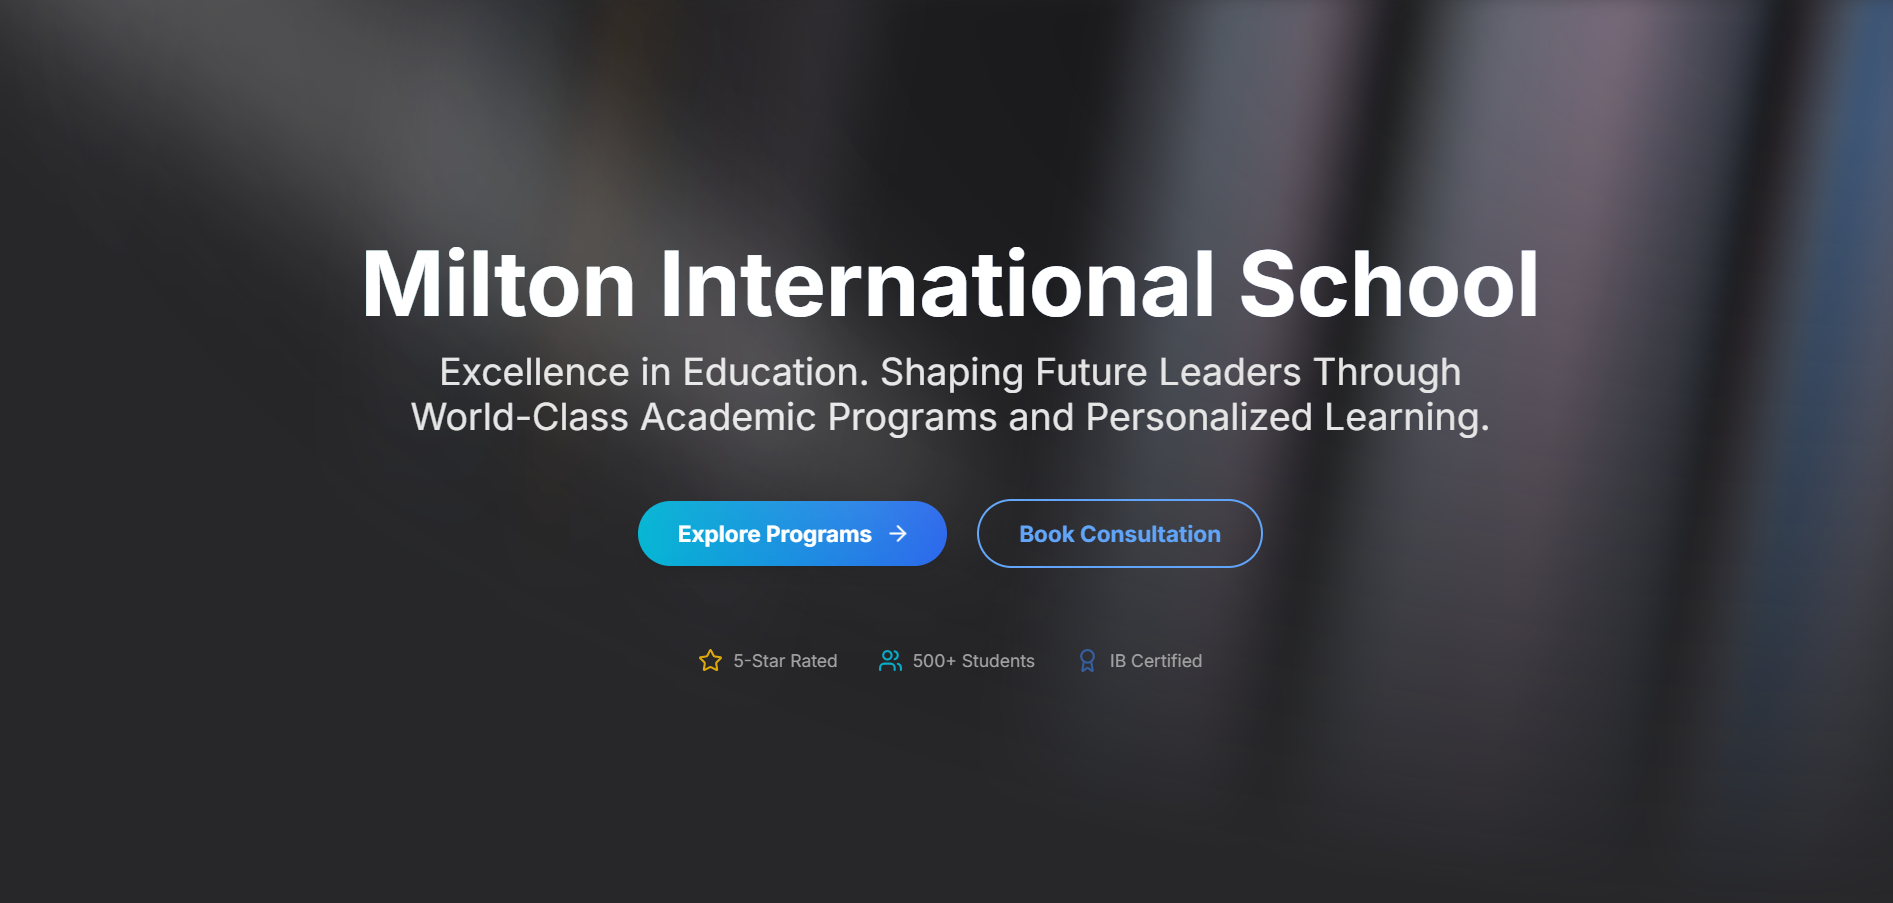 Milton International School
Excellence in Education. Shaping Future Leaders Through
World-Class Academic Programs and Personalized Learning.
Explore Programs
Book Consultation
5-Star Rated
500+ Students
IB Certified